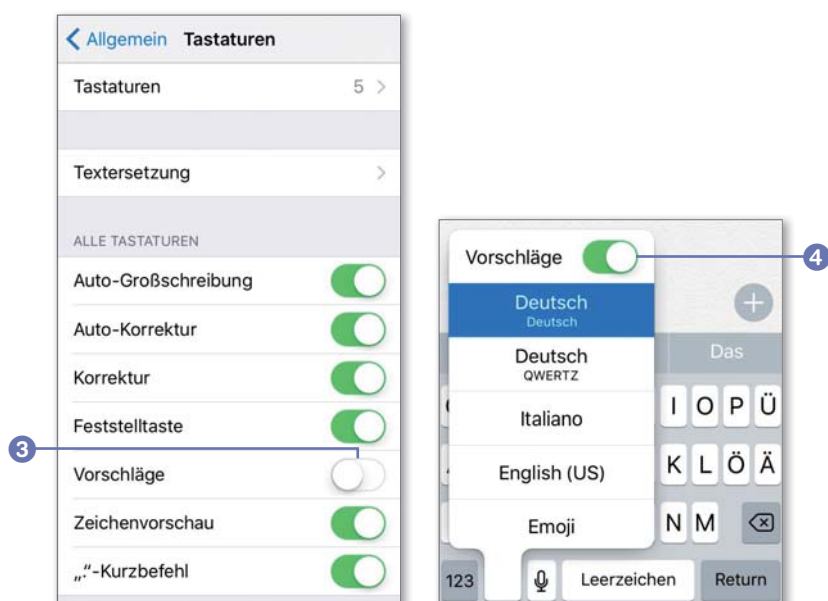 Allgemein Tastaturen
Tastaturen 5
Textersetzung
ALLE TASTATUREN
Auto-Großschreibung
Auto-Korrektur
Korrektur
Feststelltaste
3
Vorschläge
Zeichenvorschau
„.“-Kurzbefehl
Vorschläge
4
Deutsch
Deutsch
Das
Deutsch
QWERTZ
I O P Ü
Italiano
K L Ö Ä
English (US)
N M
Emoji
123 Leerzeichen Return